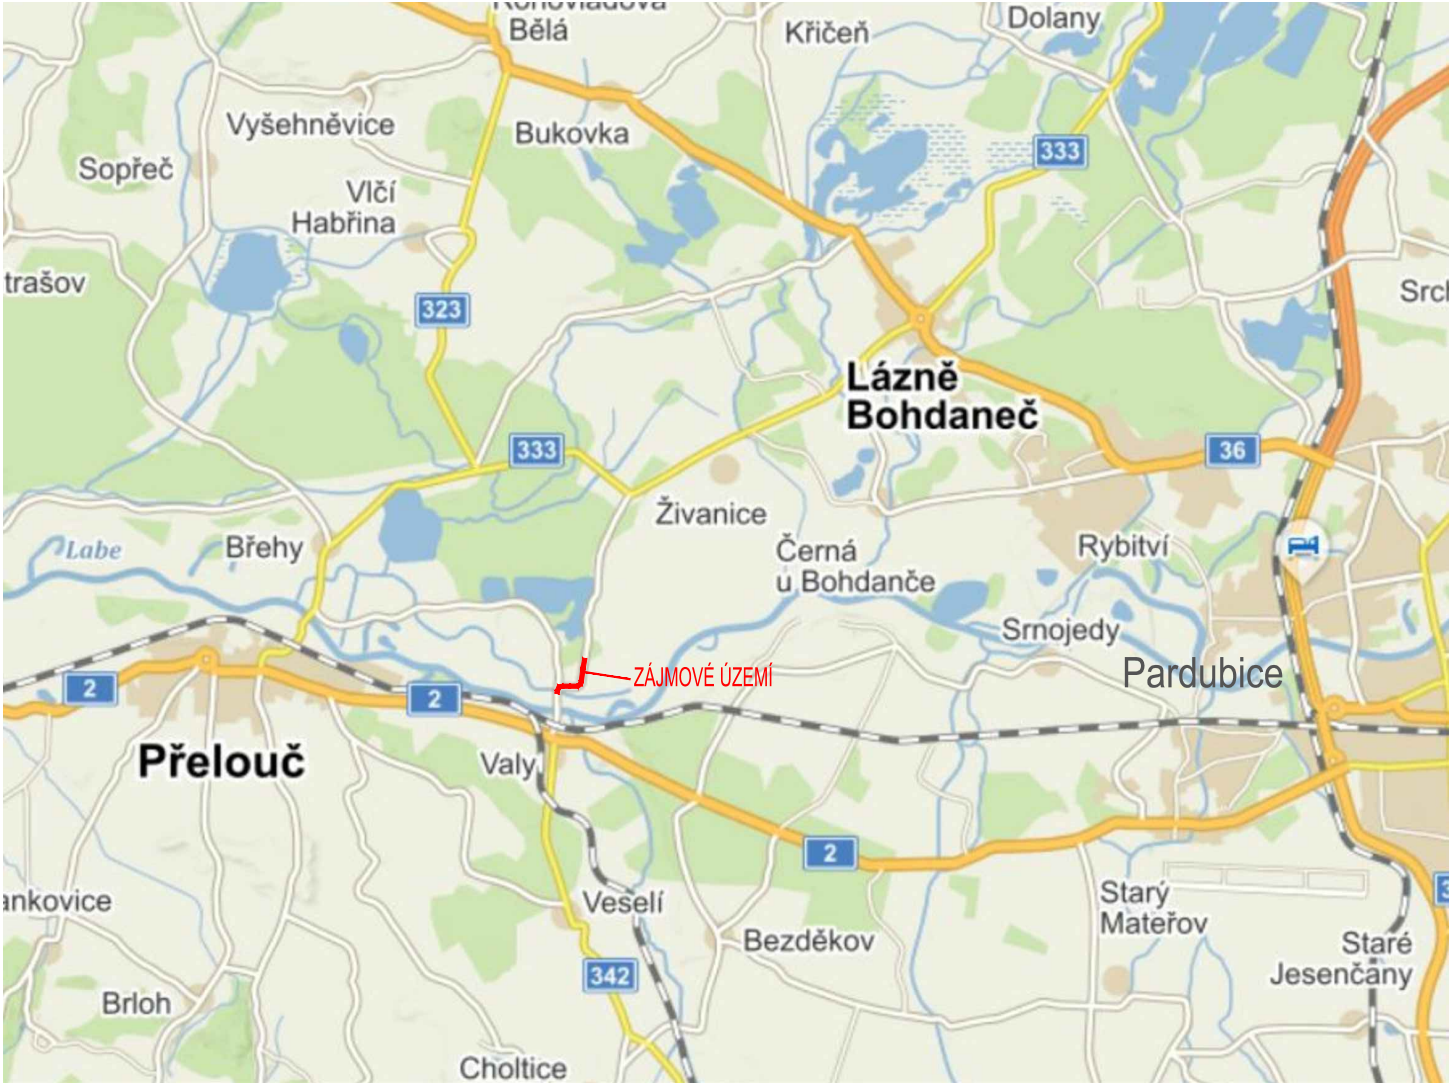 Bělá
Křičeň
Dolany
Vyšehněvice
Bukovka
333
Sopřeč
Vlčí
Habřina
trašov
323
Lázně
Bohdaneč
333
36
Živanice
Labe
Břehy
Černá
u Bohdanče
Rybitví
Srnojedy
Pardubice
ZÁJMOVÉ ÚZEMÍ
2
2
Přelouč
Valy
2
Veselí
Starý
Mateřov
ankovice
Bezděkov
Staré
Jesenčany
342
Brloh
Choltice